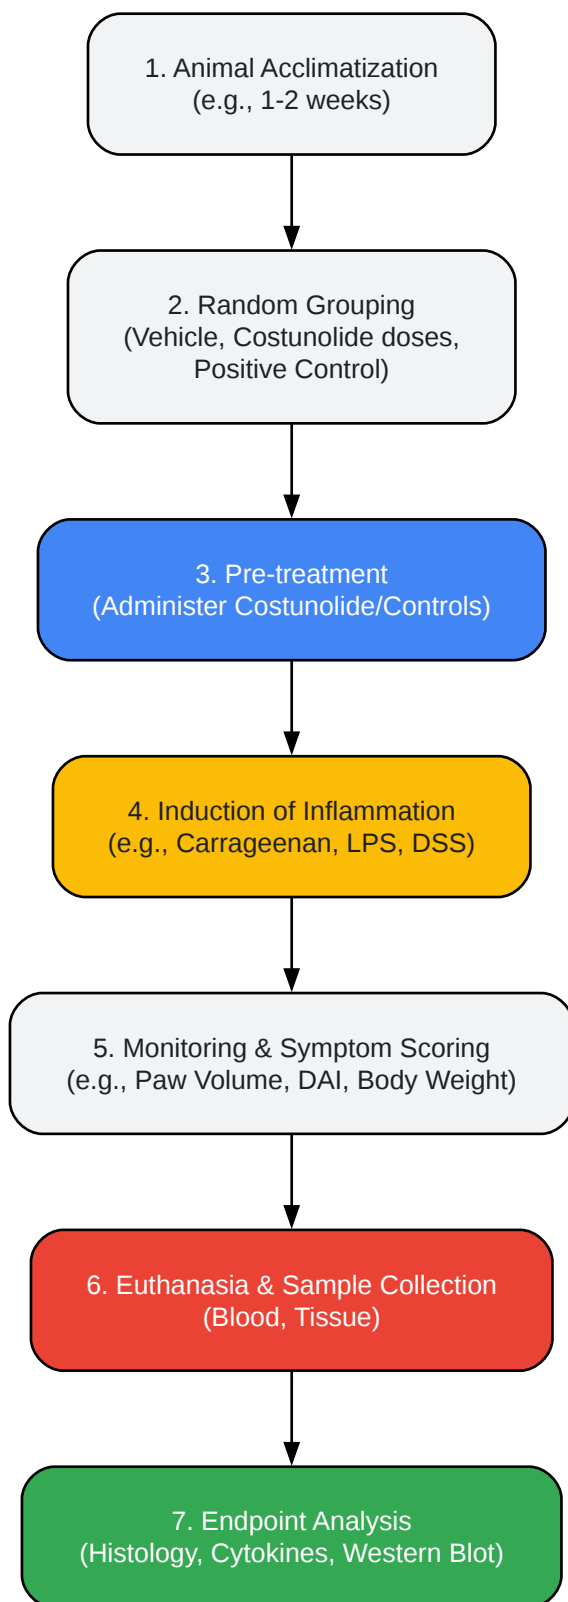 1. Animal Acclimatization
(e.g., 1-2 weeks)
2. Random Grouping
(Vehicle, Costunolide doses,
Positive Control)
3. Pre-treatment
(Administer Costunolide/Controls)
4. Induction of Inflammation
(e.g., Carrageenan, LPS, DSS)
5. Monitoring & Symptom Scoring
(e.g., Paw Volume, DAI, Body Weight)
6. Euthanasia & Sample Collection
(Blood, Tissue)
7. Endpoint Analysis
(Histology, Cytokines, Western Blot)